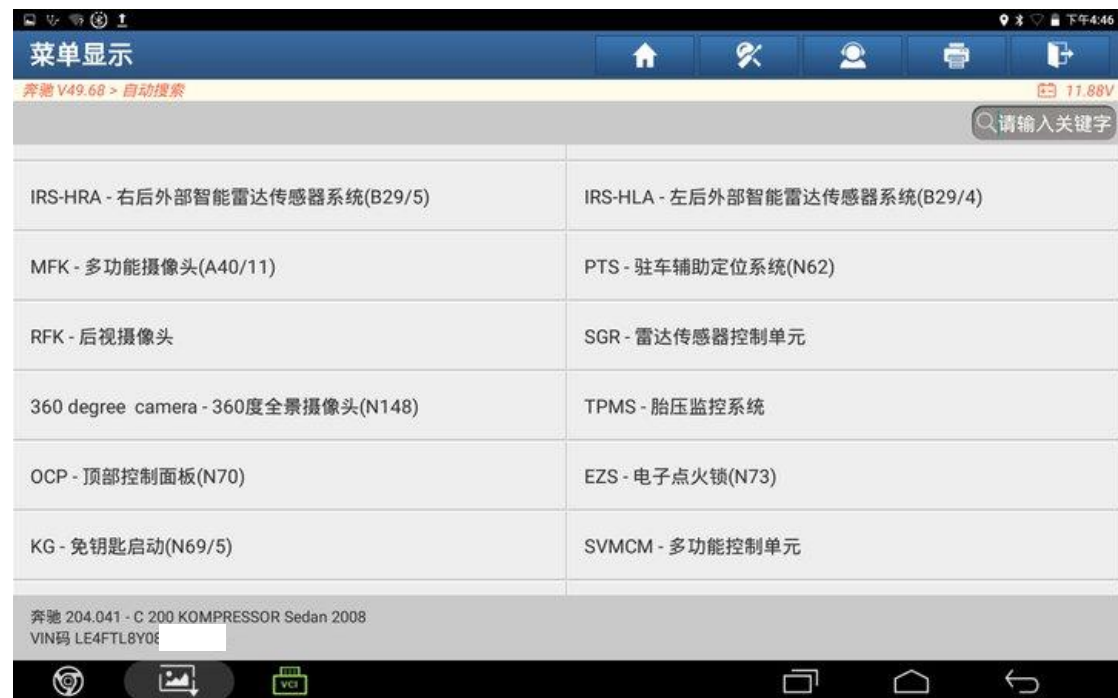 下午4:46
菜单显示
奔驰 V49.68 > 自动搜索
11.88V
请输入关键字
IRS-HRA - 右后外部智能雷达传感器系统(B29/5)
IRS-HLA - 左后外部智能雷达传感器系统(B29/4)
MFK - 多功能摄像头(A40/11)
PTS - 驻车辅助定位系统(N62)
RFK - 后视摄像头
SGR - 雷达传感器控制单元
360 degree camera - 360度全景摄像头(N148)
TPMS - 胎压监控系统
OCP - 顶部控制面板(N70)
EZS - 电子点火锁(N73)
KG - 免钥匙启动(N69/5)
SVMCM - 多功能控制单元
奔驰 204.041 - C 200 KOMPRESSOR Sedan 2008
VIN码 LE4FTL8Y08
VCI